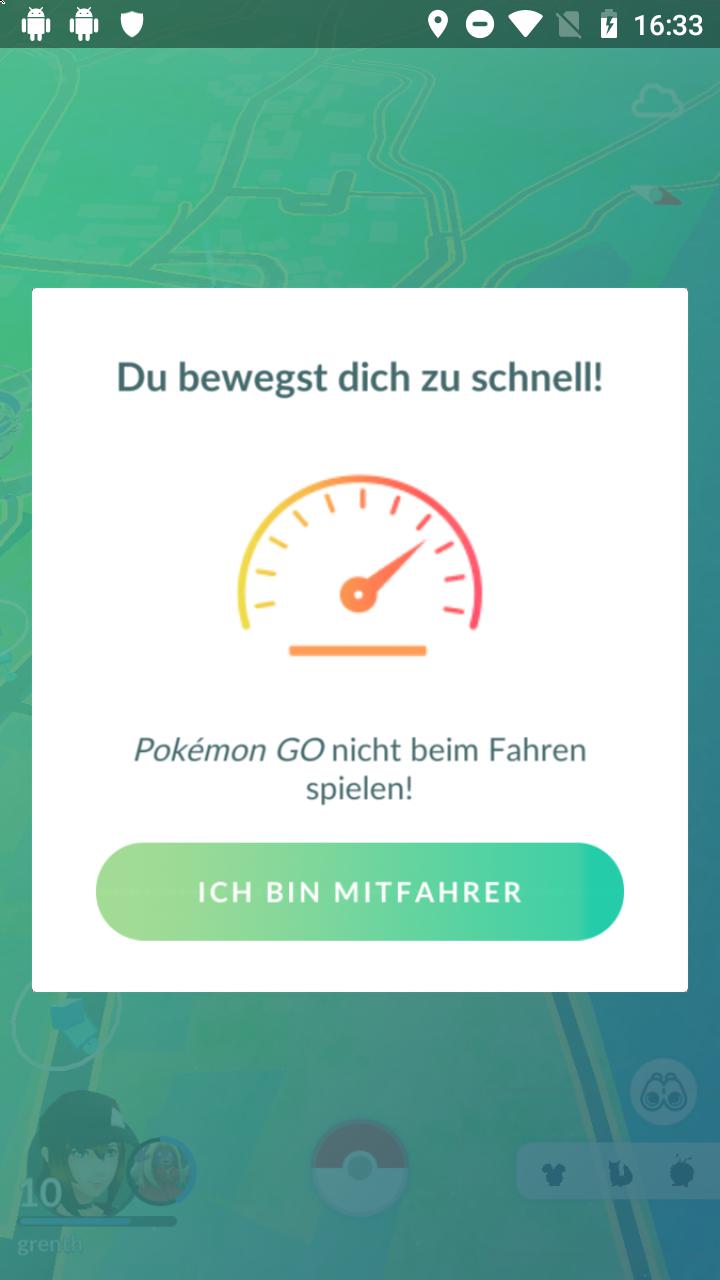 16:33
Du bewegst dich zu schnell!
Pokémon GO nicht beim Fahren
spielen!
ICH BIN MITFAHRER
10
grenth